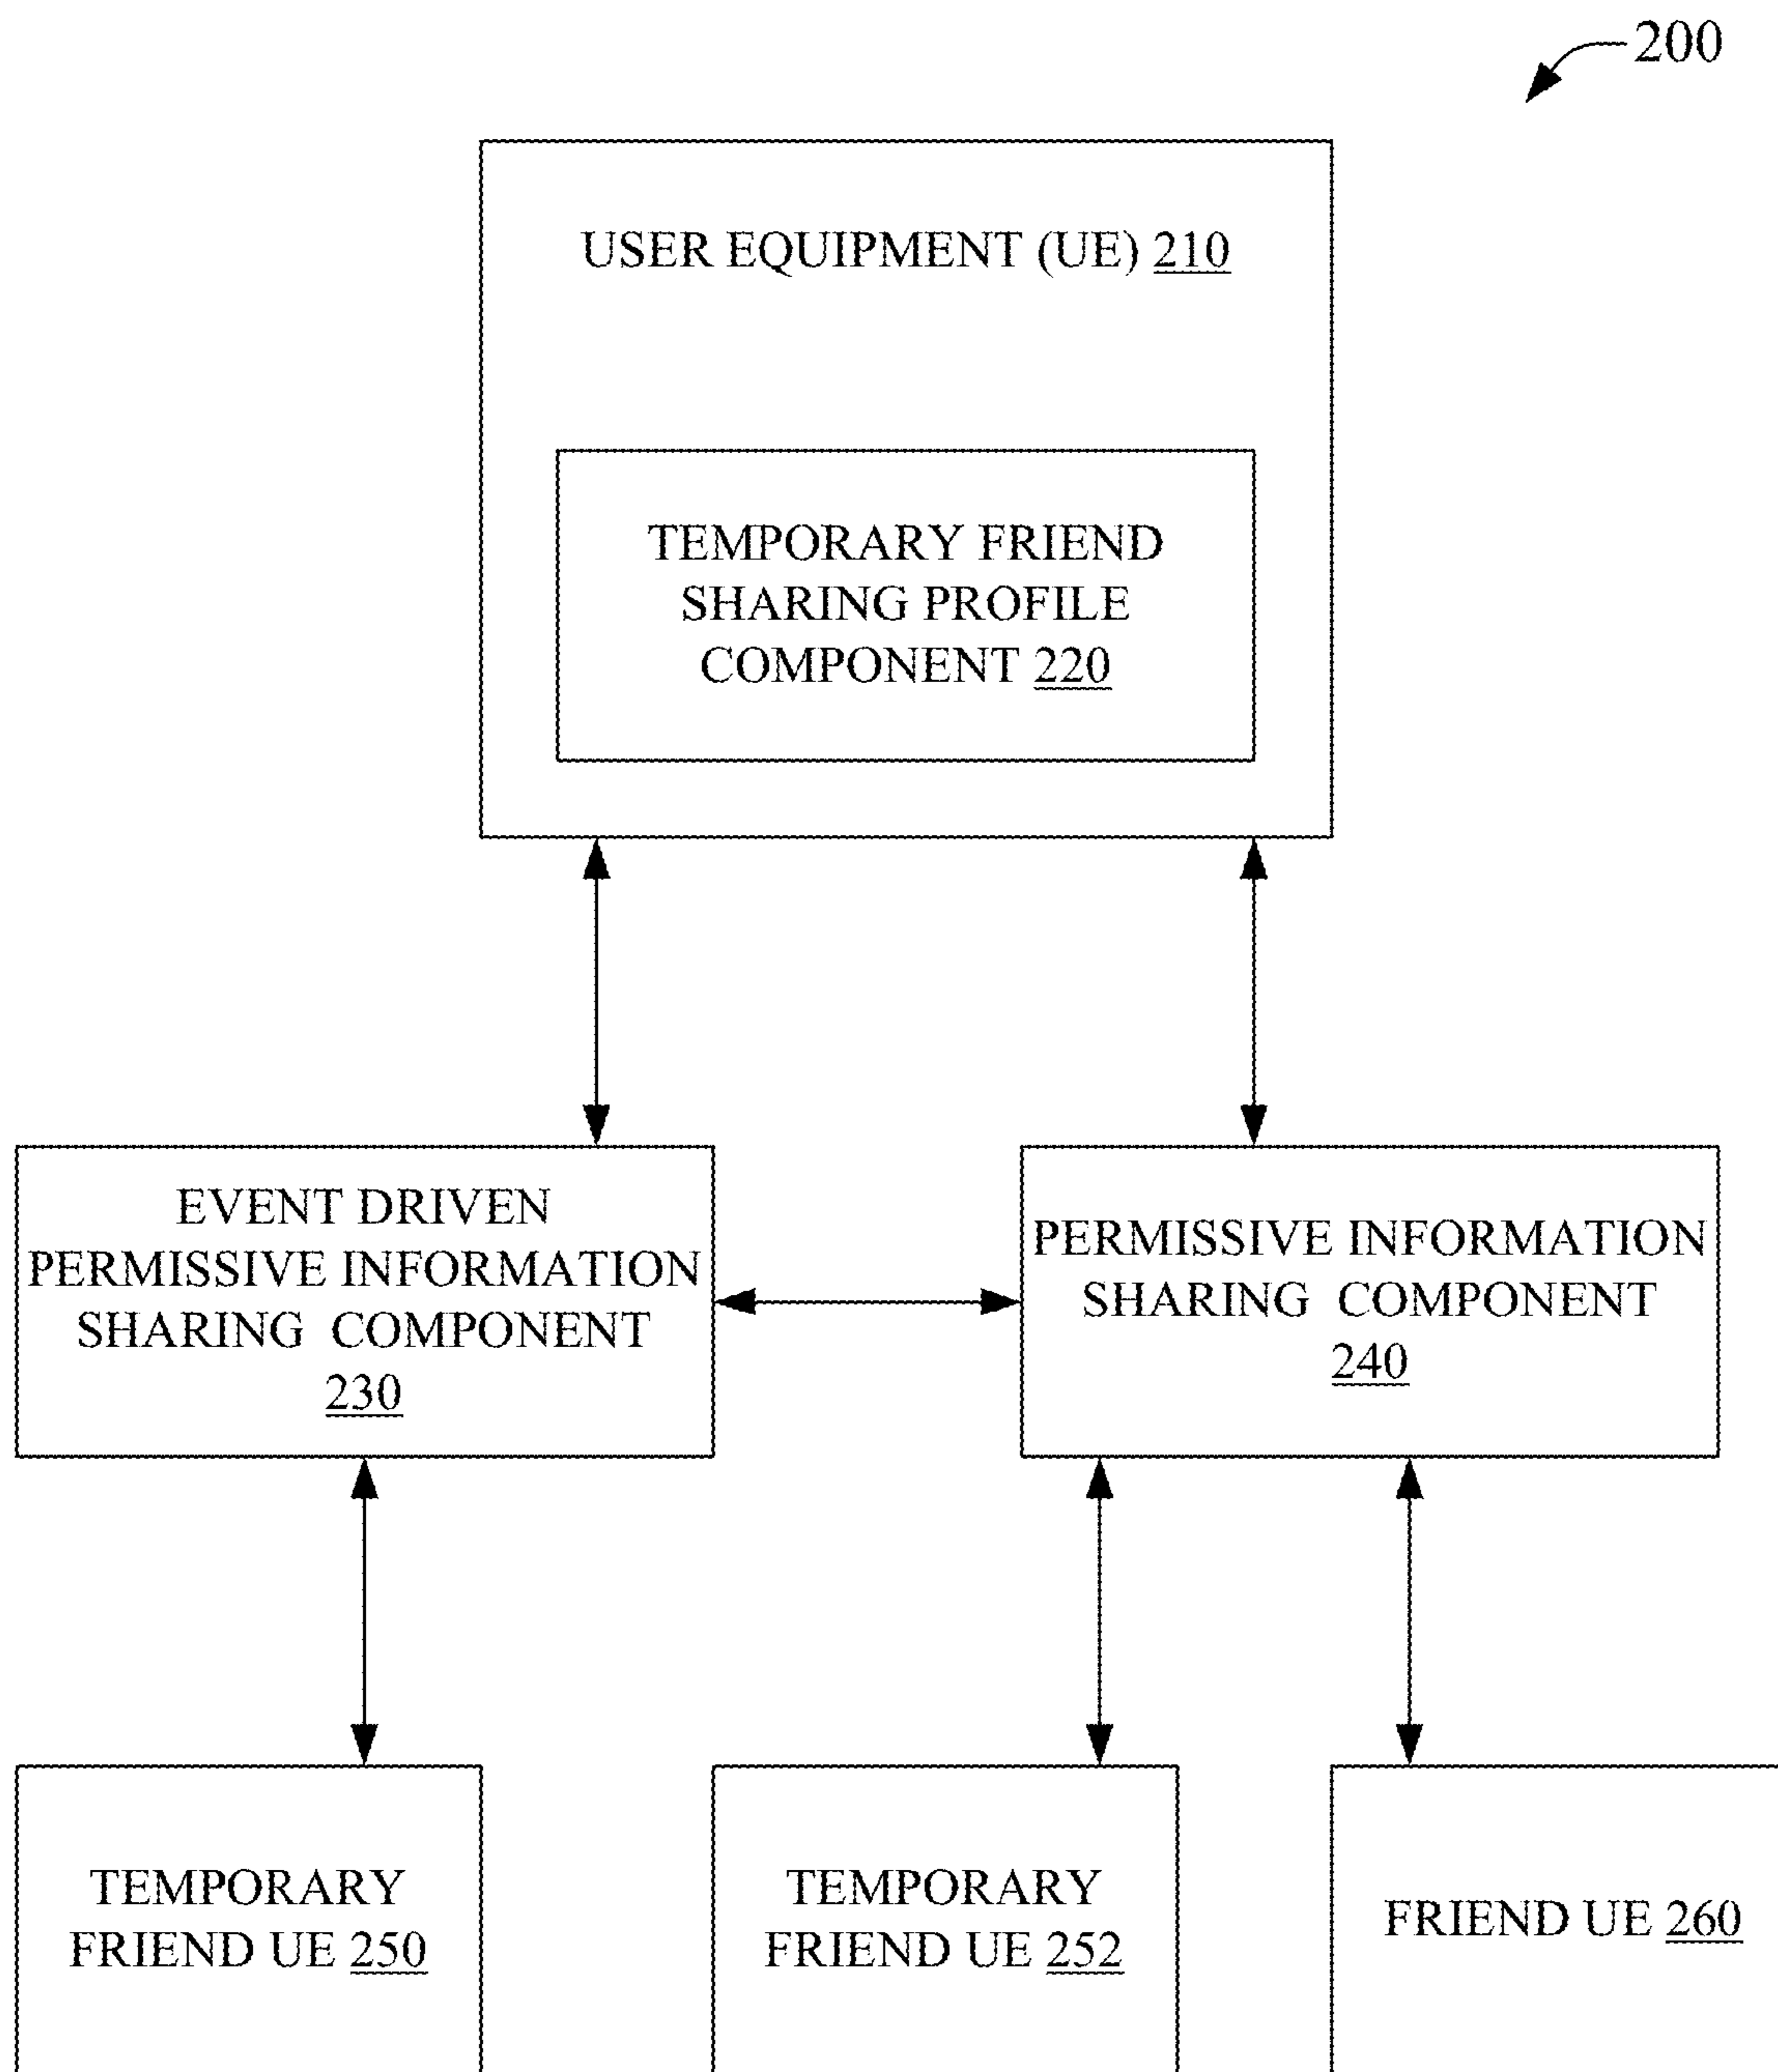 200
USER EQUIPMENT (UE) 210
TEMPORARY FRIEND
SHARING PROFILE
COMPONENT 220
EVENT DRIVEN
PERMISSIVE INFORMATION
SHARING COMPONENT
230
PERMISSIVE INFORMATION
SHARING COMPONENT
240
TEMPORARY
FRIEND UE 250
TEMPORARY
FRIEND UE 252
FRIEND UE 260